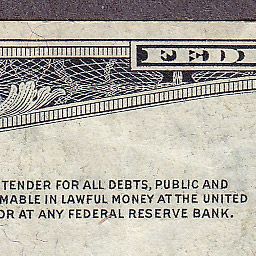 FED
TENDER FOR ALL DEBTS, PUBLIC AND
MABLE IN LAWFUL MONEY AT THE UNITED
OR AT ANY FEDERAL RESERVE BANK.